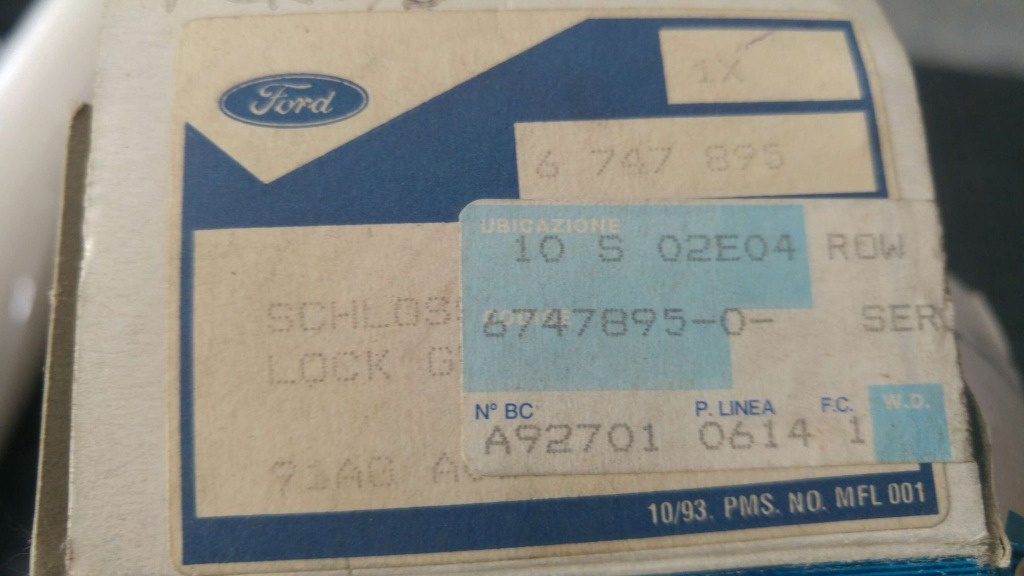 Ford
1X
6 747 895
UBICAZIONE
10 S 02E04 ROW
SCHLOSS
6747895-0- SER
LOCK G
N° BC P. LINEA F.C. W.D.
A92701 0614 1
10/93. PMS. NO. MFL 001